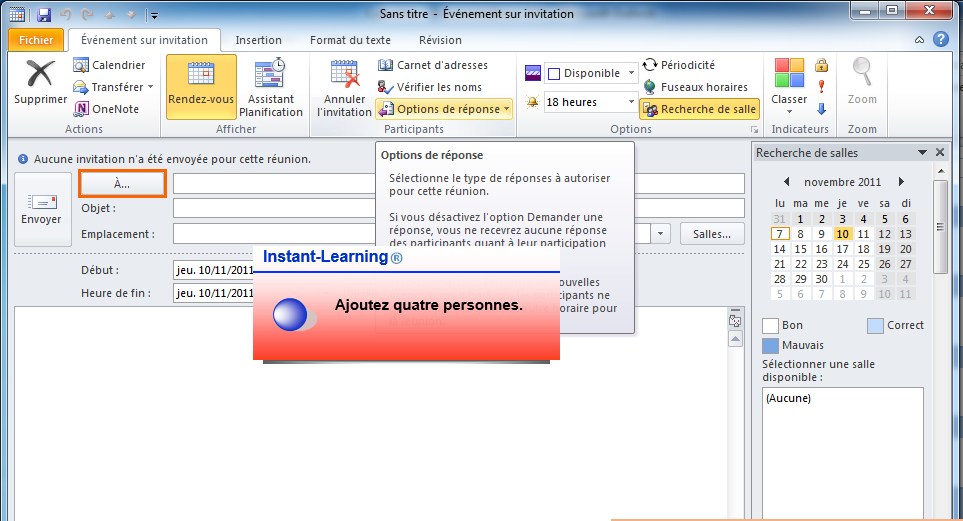 Sans titre - Événement sur invitation
Fichier
Événement sur invitation
Insertion
Format du texte
Révision
Supprimer
Calendrier
Transférer
OneNote
Actions
Rendez-vous
Assistant
Planification
Afficher
Annuler
l'invitation
Carnet d'adresses
Vérifier les noms
Options de réponse
Participants
Disponible
18 heures
Périodicité
Fuseaux horaires
Recherche de salle
Options
Classer
Indicateurs
Zoom
Zoom
Aucune invitation n'a été envoyée pour cette réunion.
Envoyer
À...
Objet :
Emplacement :
Salles...
Début :
jeu. 10/11/2011
Heure de fin :
jeu. 10/11/2011
Options de réponse
Sélectionne le type de réponses à autoriser
pour cette réunion.
Si vous désactivez l'option Demander une
réponse, vous ne recevrez aucune réponse
des participants quant à leur participation
ouvelles
cipants ne
oraire pour
Instant-Learning®
Ajoutez quatre personnes.
Recherche de salles
novembre 2011
lu ma me je ve sa di
31 1 2 3 4 5 6
7 8 9 10 11 12 13
14 15 16 17 18 19 20
21 22 23 24 25 26 27
28 29 30 1 2 3 4
5 6 7 8 9 10 11
Bon
Correct
Mauvais
Sélectionner une salle
disponible :
(Aucune)